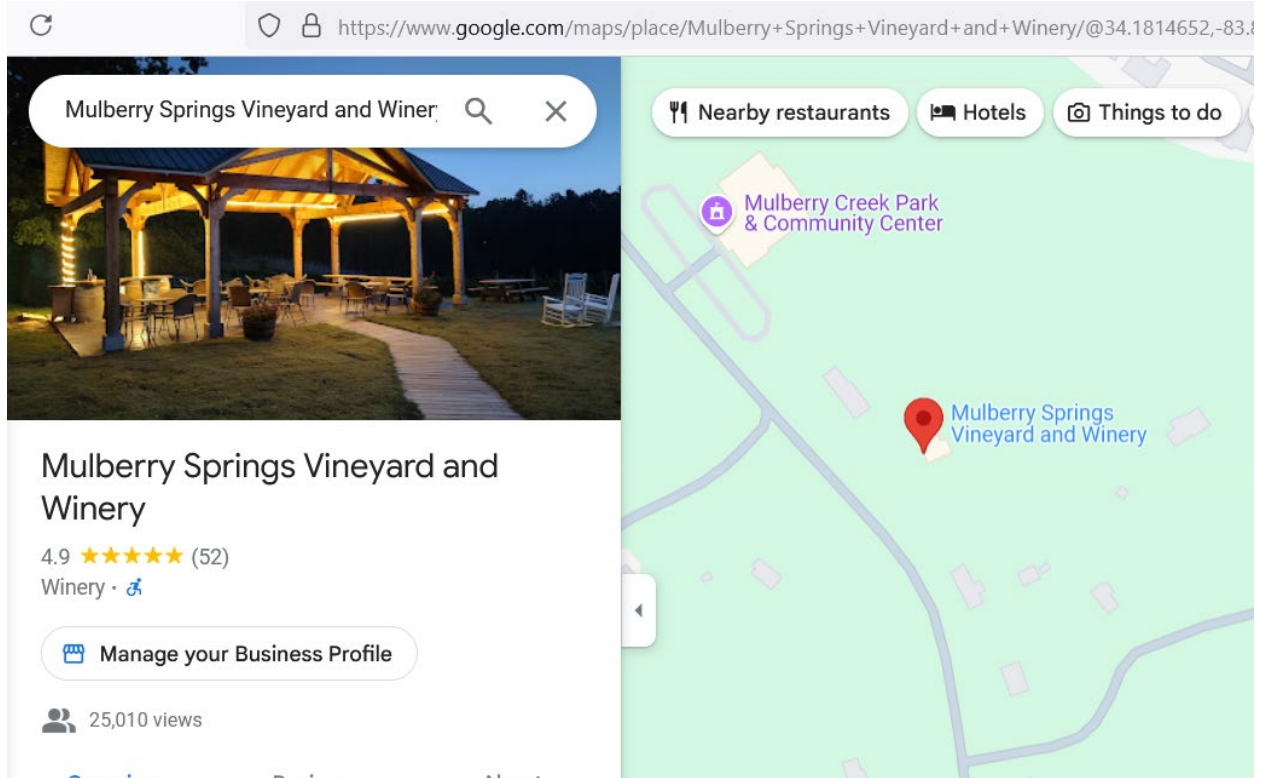 https://www.google.com/maps/place/Mulberry+Springs+Vineyard+and+Winery/@34.1814652,-83.8
Mulberry Springs Vineyard and Winery
Nearby restaurants
Hotels
Things to do
Mulberry Creek Park
& Community Center
Mulberry Springs
Vineyard and Winery
Mulberry Springs Vineyard and
Winery
4.9 ★★★★★ (52)
Winery ·
Manage your Business Profile
25,010 views